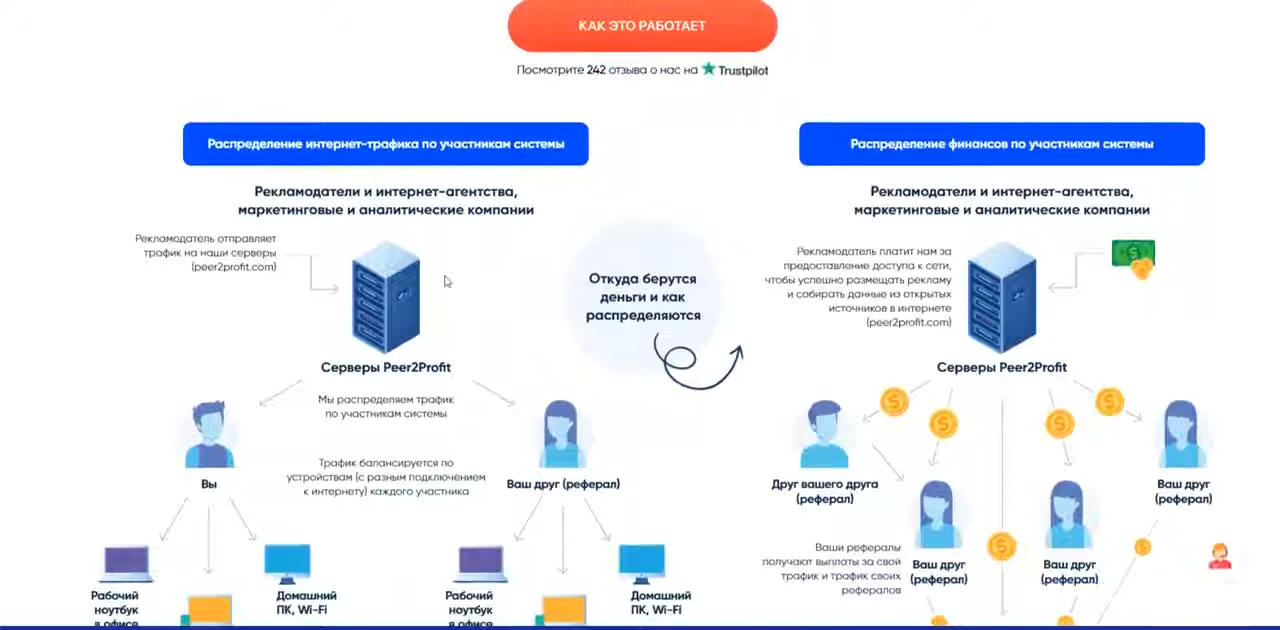 КАК ЭТО РАБОТАЕТ
Посмотрите 242 отзыва о нас на Trustpilot
Распределение интернет-трафика по участникам системы
Рекламодатели и интернет-агентства,
маркетинговые и аналитические компании
Рекламодатель отправляет
трафик на наши серверы
(peer2profit.com)
Серверы Peer2Profit
Мы распределяем трафик
по участникам системы
Трафик балансируется по
устройствам (с разным подключением
к интернету) каждого участника
Вы
Ваш друг (реферал)
Рабочий
ноутбук
в офисе
Домашний
ПК, Wi-Fi
Рабочий
ноутбук
в офисе
Домашний
ПК, Wi-Fi
Откуда берутся
деньги и как
распределяются
Распределение финансов по участникам системы
Рекламодатели и интернет-агентства,
маркетинговые и аналитические компании
Рекламодатель платит нам за
предоставление доступа к сети,
чтобы успешно размещать рекламу
и собирать данные из открытых
источников в интернете
(peer2profit.com)
Серверы Peer2Profit
Друг вашего друга
(реферал)
Ваш друг
(реферал)
Ваш друг
(реферал)
Ваш друг
(реферал)
Ваши рефералы
получают выплаты за свой
трафик и трафик своих
рефералов